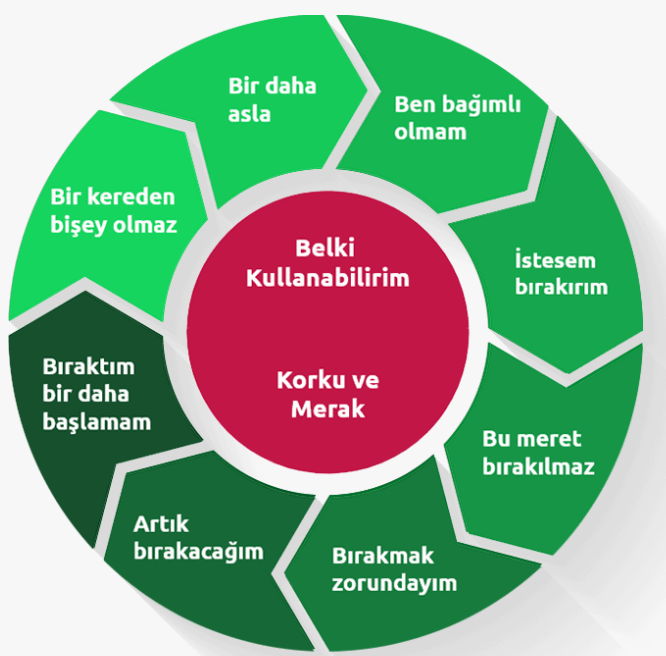 Bir kereden
bişey olmaz
Bir daha
asla
Ben bağımlı
olmam
İstesem
bırakırım
Bu meret
bırakılmaz
Bırakmak
zorundayım
Artık
bırakacağım
Bıraktım
bir daha
başlamam
Belki
Kullanabilirim
Korku ve
Merak